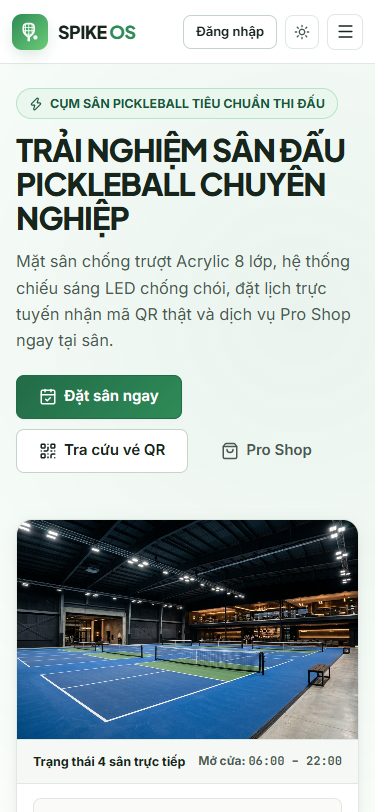 SPIKE OS
Đăng nhập
CỤM SÂN PICKLEBALL TIÊU CHUẨN THI ĐẤU
TRẢI NGHIỆM SÂN ĐẤU
PICKLEBALL CHUYÊN
NGHIỆP
Mặt sân chống trượt Acrylic 8 lớp, hệ thống
chiếu sáng LED chống chói, đặt lịch trực
tuyến nhận mã QR thật và dịch vụ Pro Shop
ngay tại sân.
Đặt sân ngay
Tra cứu vé QR
Pro Shop
Trạng thái 4 sân trực tiếp
Mở cửa: 06:00 – 22:00